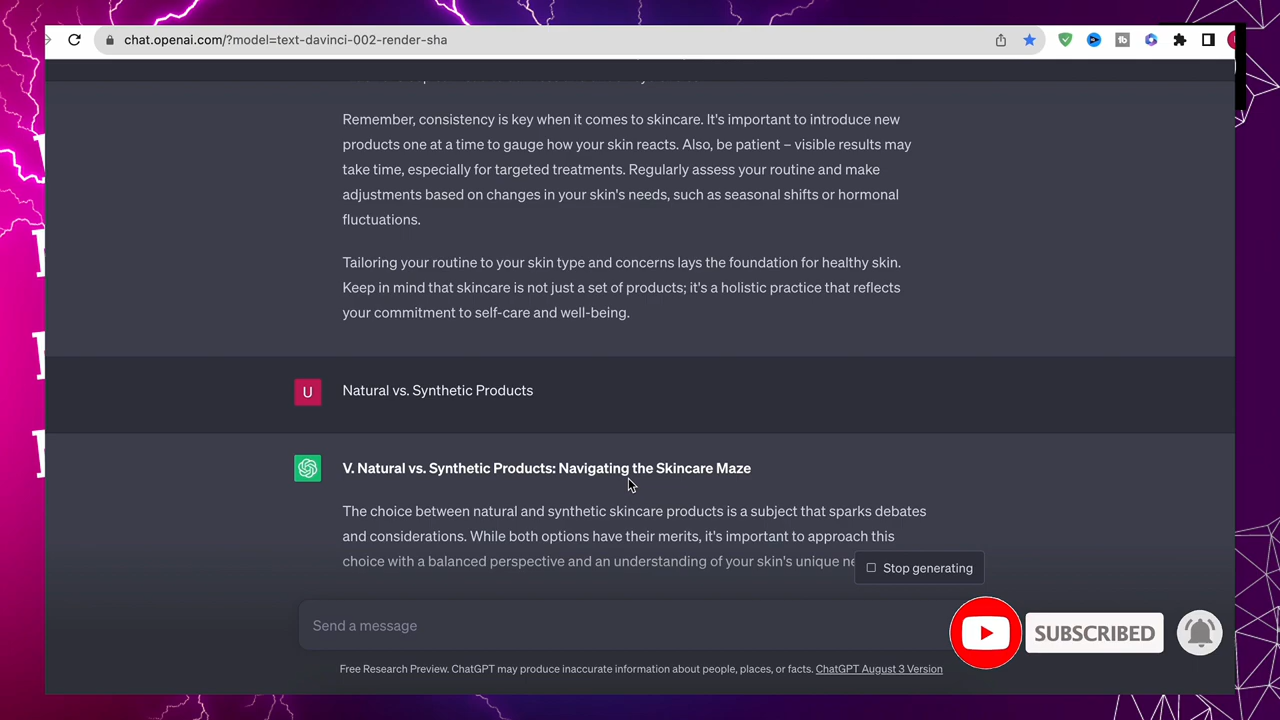 chat.openai.com/?model=text-davinci-002-render-sha
Remember, consistency is key when it comes to skincare. It's important to introduce new
products one at a time to gauge how your skin reacts. Also, be patient – visible results may
take time, especially for targeted treatments. Regularly assess your routine and make
adjustments based on changes in your skin's needs, such as seasonal shifts or hormonal
fluctuations.
Tailoring your routine to your skin type and concerns lays the foundation for healthy skin.
Keep in mind that skincare is not just a set of products; it's a holistic practice that reflects
your commitment to self-care and well-being.
U
Natural vs. Synthetic Products
V. Natural vs. Synthetic Products: Navigating the Skincare Maze
The choice between natural and synthetic skincare products is a subject that sparks debates
and considerations. While both options have their merits, it's important to approach this
choice with a balanced perspective and an understanding of your skin's unique
Stop generating
Send a message
SUBSCRIBED
Free Research Preview. ChatGPT may produce inaccurate information about people, places, or facts. ChatGPT August 3 Version